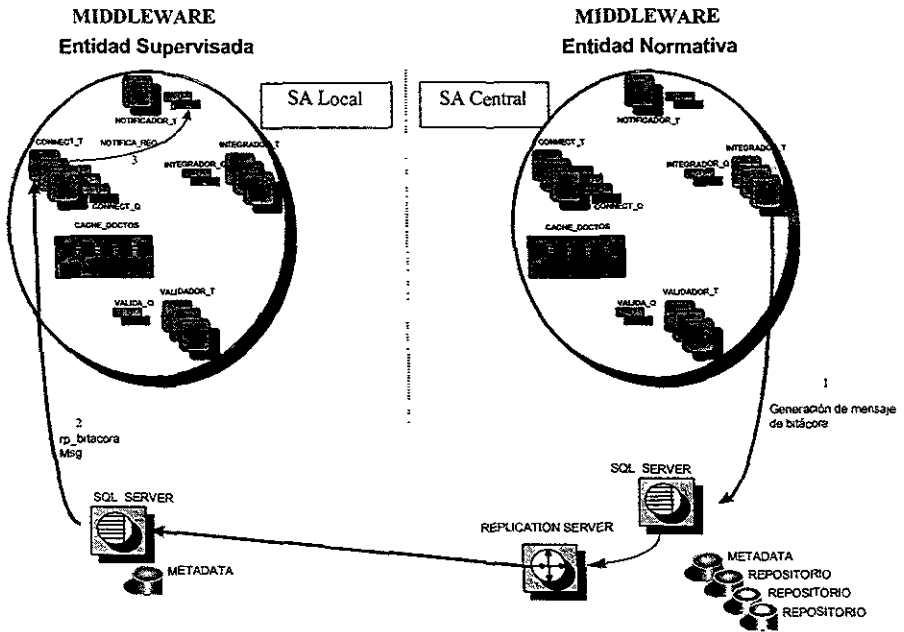 MIDDLEWARE
Entidad Supervisada
SA Local
NOTIFICADOR_T
CONNECT_T
NOTIFICA_REQ
3
INTEGRADOR_T
INTEGRADOR_Q
CONNECT_Q
CACHE_DOCTOS
VALIDA_Q
VALIDADOR_T
2
rp_bitacora
Msg
SQL SERVER
METADATA
MIDDLEWARE
Entidad Normativa
SA Central
NOTIFICADOR_T
CONNECT_T
INTEGRADOR_T
INTEGRADOR_Q
CONNECT_Q
CACHE_DOCTOS
VALIDA_Q
VALIDADOR_T
1
Generación de mensaje
de bitácora
SQL SERVER
REPLICATION SERVER
METADATA
REPOSITORIO
REPOSITORIO
REPOSITORIO